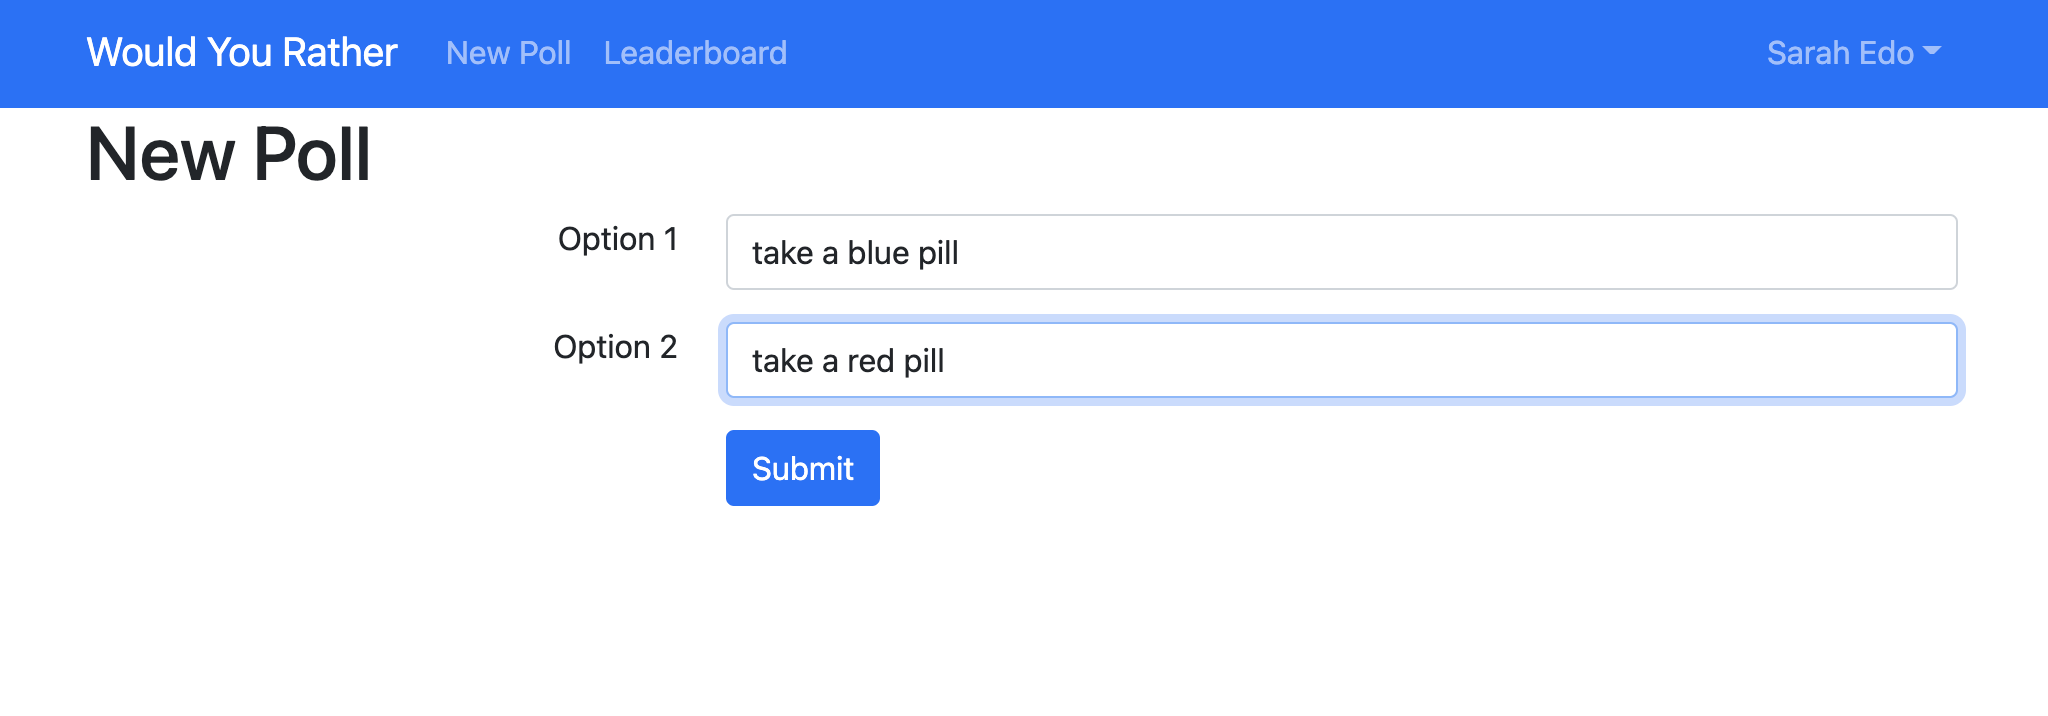 Would You Rather New Poll Leaderboard Sarah Edo
New Poll
Option 1 take a blue pill
Option 2 take a red pill
Submit